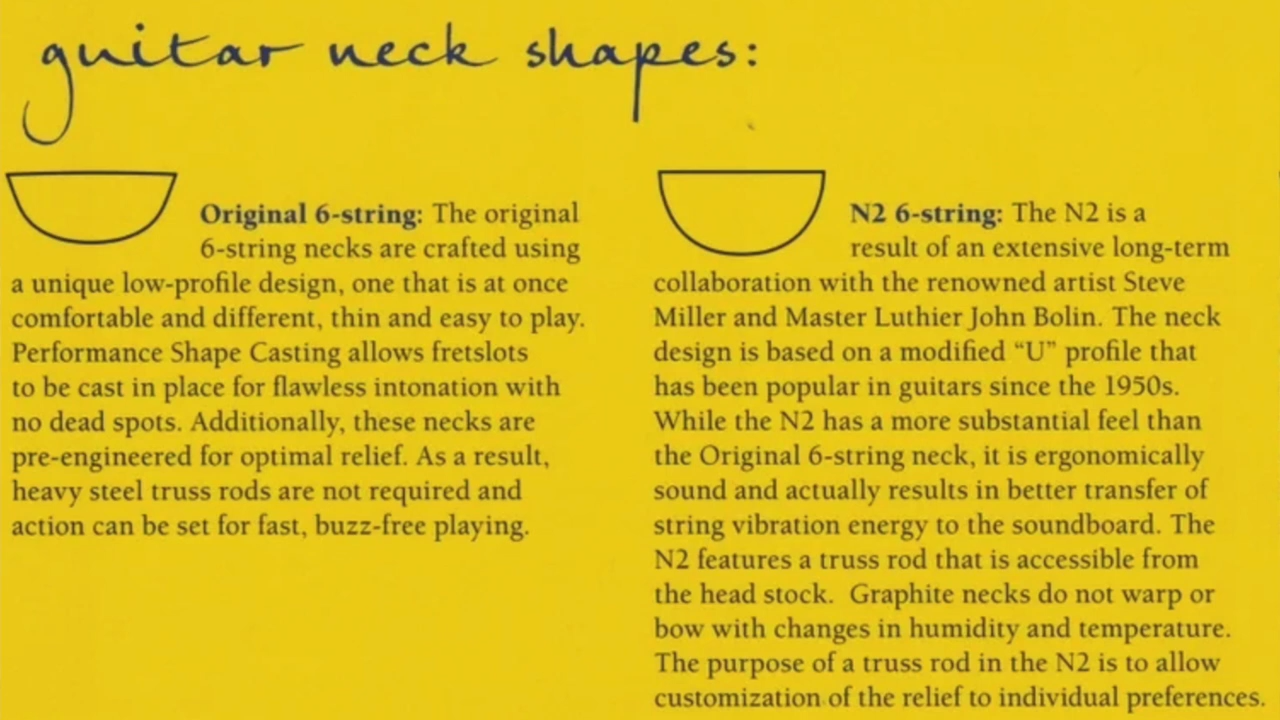 guitar neck shapes:
Original 6-string: The original
6-string necks are crafted using
a unique low-profile design, one that is at once
comfortable and different, thin and easy to play.
Performance Shape Casting allows fretslots
to be cast in place for flawless intonation with
no dead spots. Additionally, these necks are
pre-engineered for optimal relief. As a result,
heavy steel truss rods are not required and
action can be set for fast, buzz-free playing.
N2 6-string: The N2 is a
result of an extensive long-term
collaboration with the renowned artist Steve
Miller and Master Luthier John Bolin. The neck
design is based on a modified “U” profile that
has been popular in guitars since the 1950s.
While the N2 has a more substantial feel than
the Original 6-string neck, it is ergonomically
sound and actually results in better transfer of
string vibration energy to the soundboard. The
N2 features a truss rod that is accessible from
the head stock.  Graphite necks do not warp or
bow with changes in humidity and temperature.
The purpose of a truss rod in the N2 is to allow
customization of the relief to individual preferences.